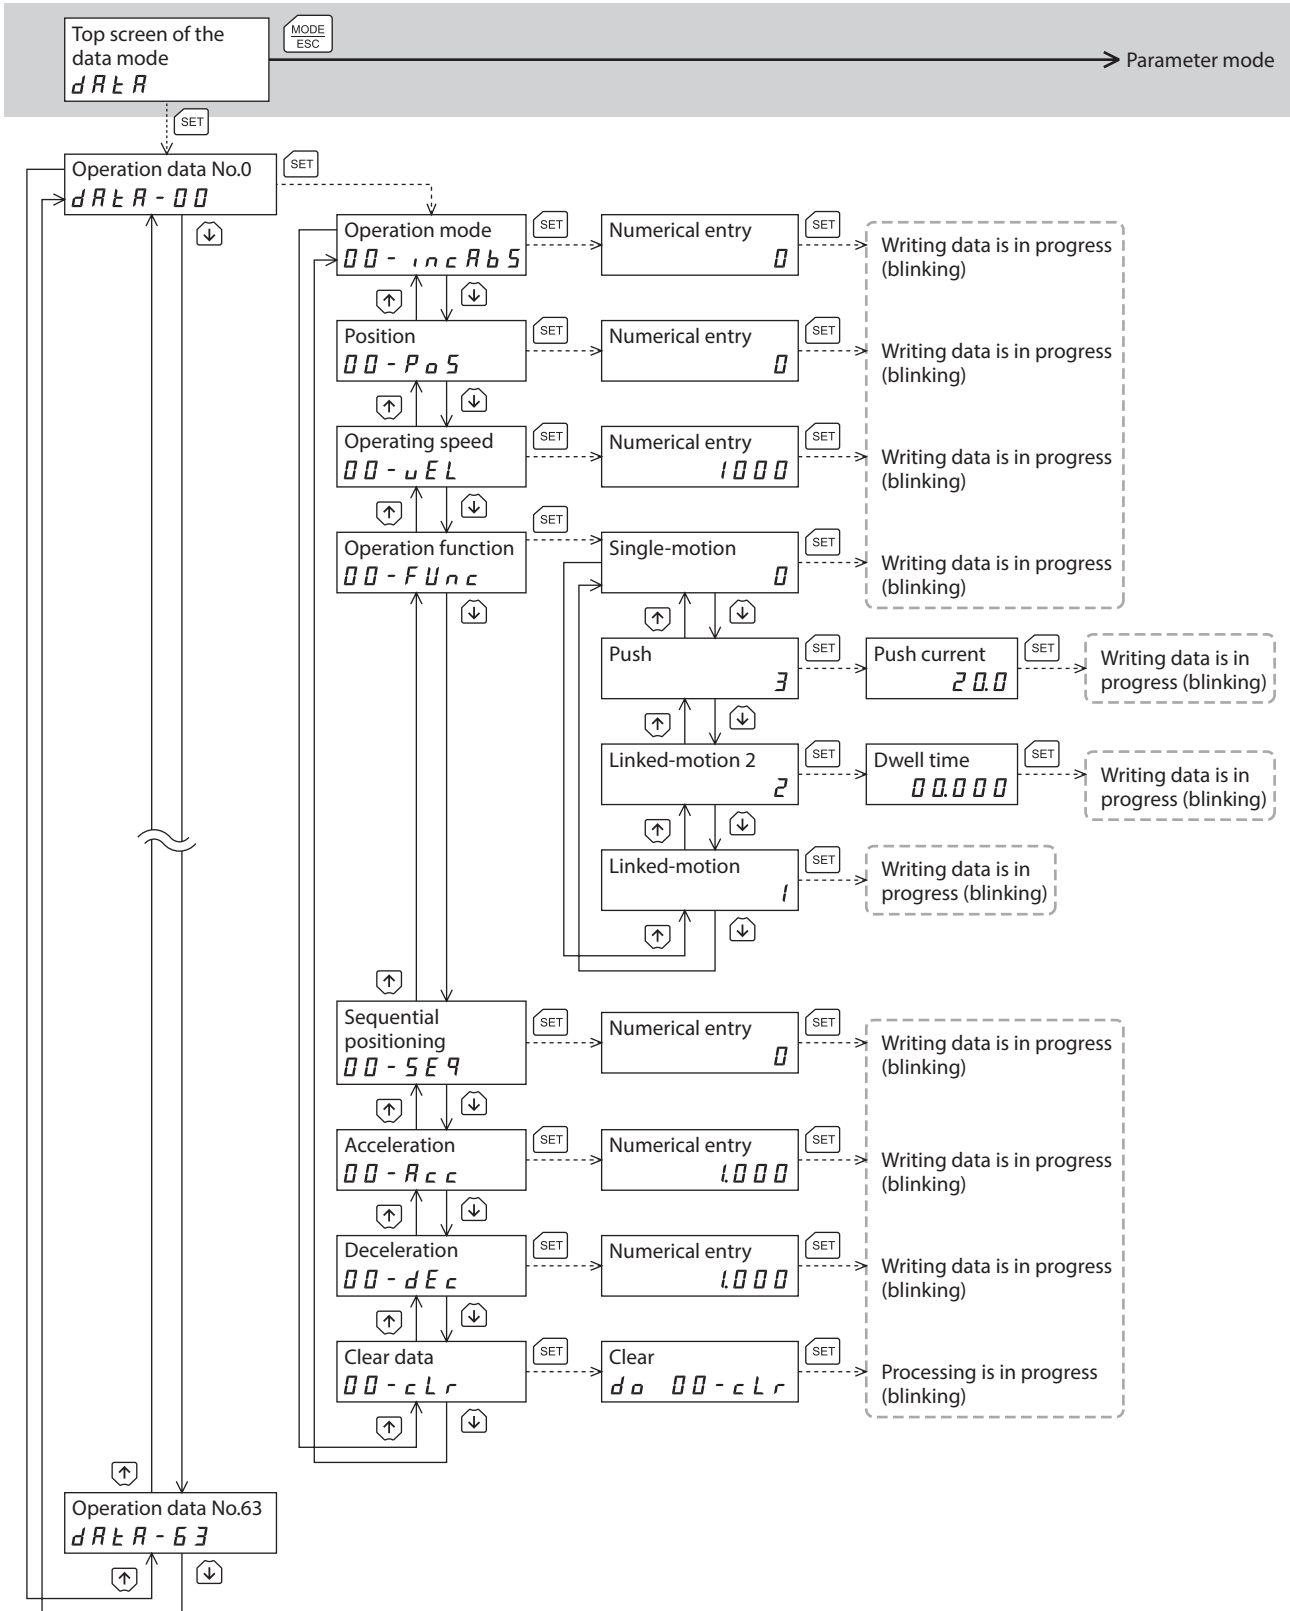 Top screen of the
data mode
dAtA
MODE
ESC
Parameter mode
SET
Operation data No.0
dAtA-00
SET
Operation mode
00-incAbS
SET
Numerical entry
0
SET
Writing data is in progress
(blinking)
Position
00-PoS
SET
Numerical entry
0
SET
Writing data is in progress
(blinking)
Operating speed
00-vEL
SET
Numerical entry
1000
SET
Writing data is in progress
(blinking)
Operation function
00-FUnc
SET
Single-motion
0
SET
Writing data is in progress
(blinking)
Push
3
SET
Push current
20.0
SET
Writing data is in
progress (blinking)
Linked-motion 2
2
SET
Dwell time
00.000
SET
Writing data is in
progress (blinking)
Linked-motion
1
SET
Writing data is in
progress (blinking)
Sequential
positioning
00-SEq
SET
Numerical entry
0
SET
Writing data is in progress
(blinking)
Acceleration
00-Acc
SET
Numerical entry
1.000
SET
Writing data is in progress
(blinking)
Deceleration
00-dEc
SET
Numerical entry
1.000
SET
Writing data is in progress
(blinking)
Clear data
00-cLr
SET
Clear
do 00-cLr
SET
Processing is in progress
(blinking)
Operation data No.63
dAtA-63